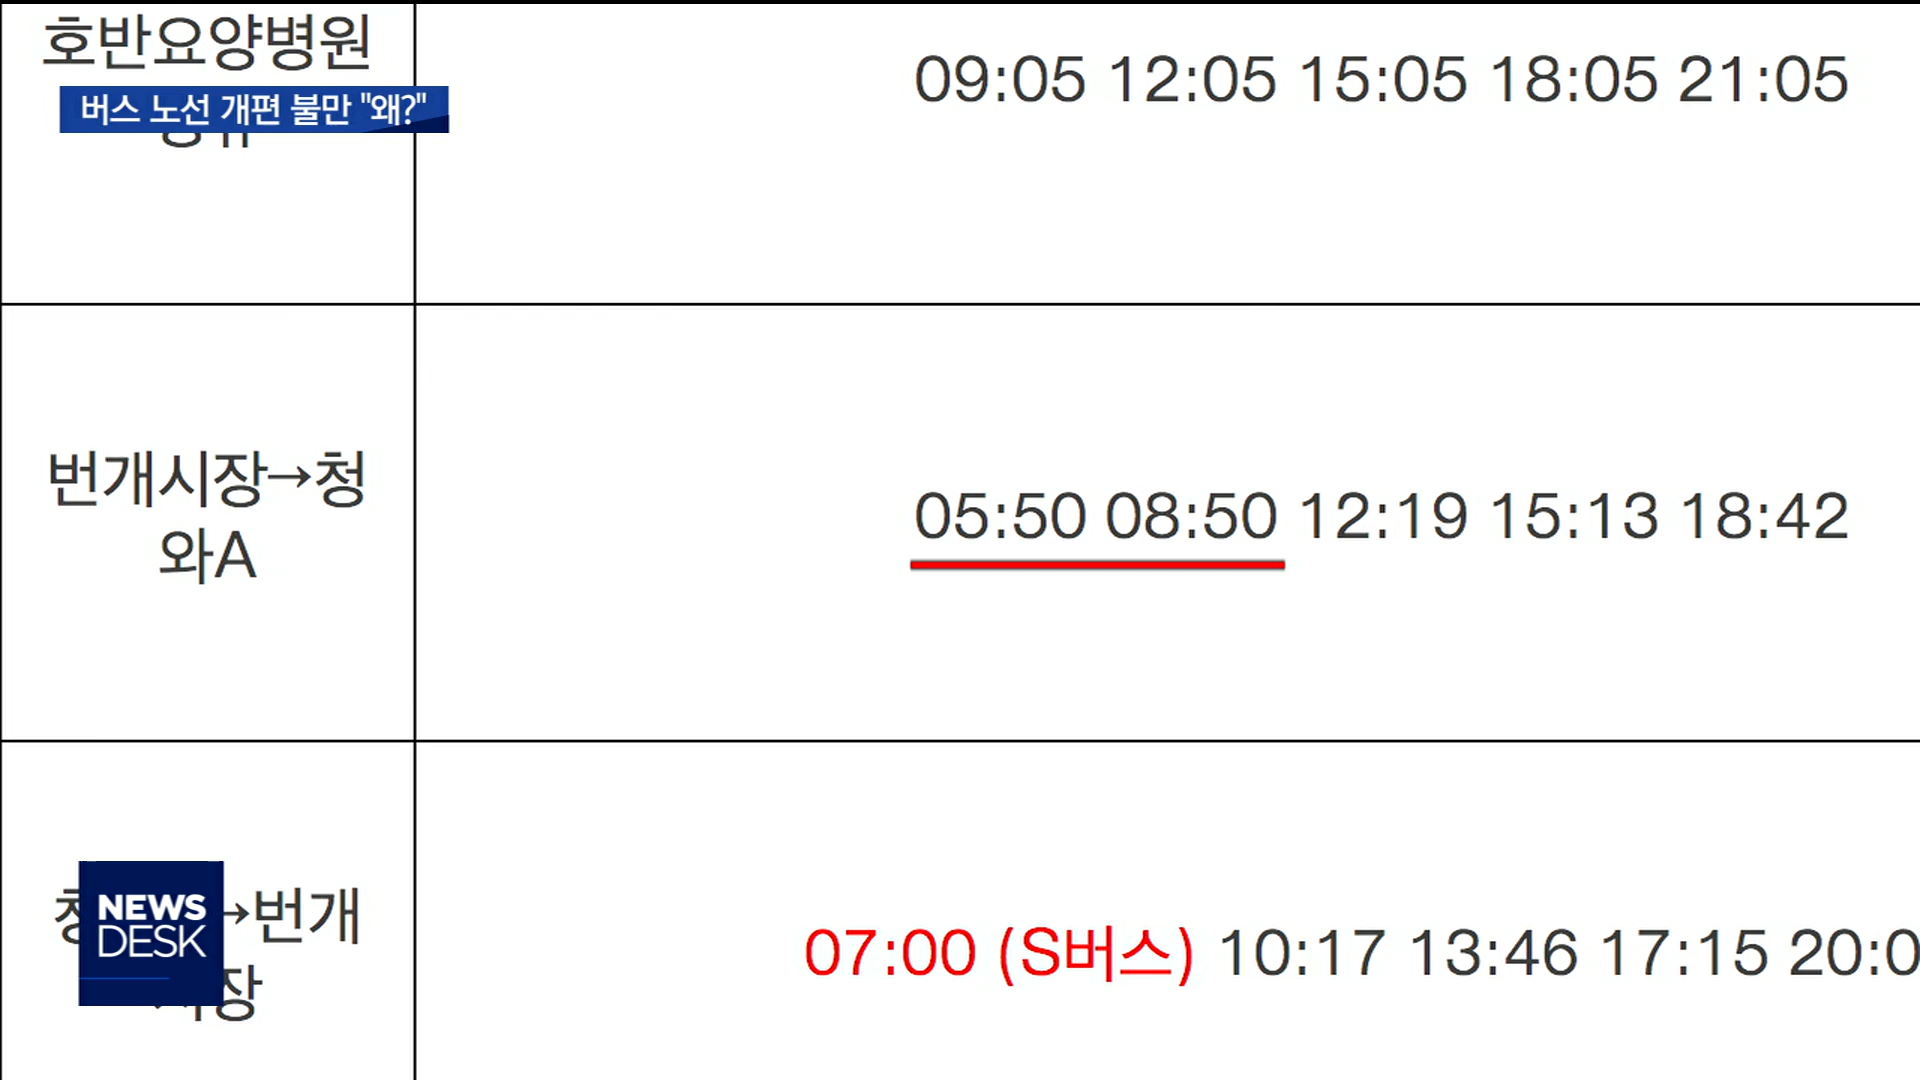 호반요양병원
버스 노선 개편 불만 "왜?"
09:05 12:05 15:05 18:05 21:05
번개시장→청
와A
05:50 08:50 12:19 15:13 18:42
→번개
장
07:00 (S버스) 10:17 13:46 17:15 20:0
NEWS
DESK